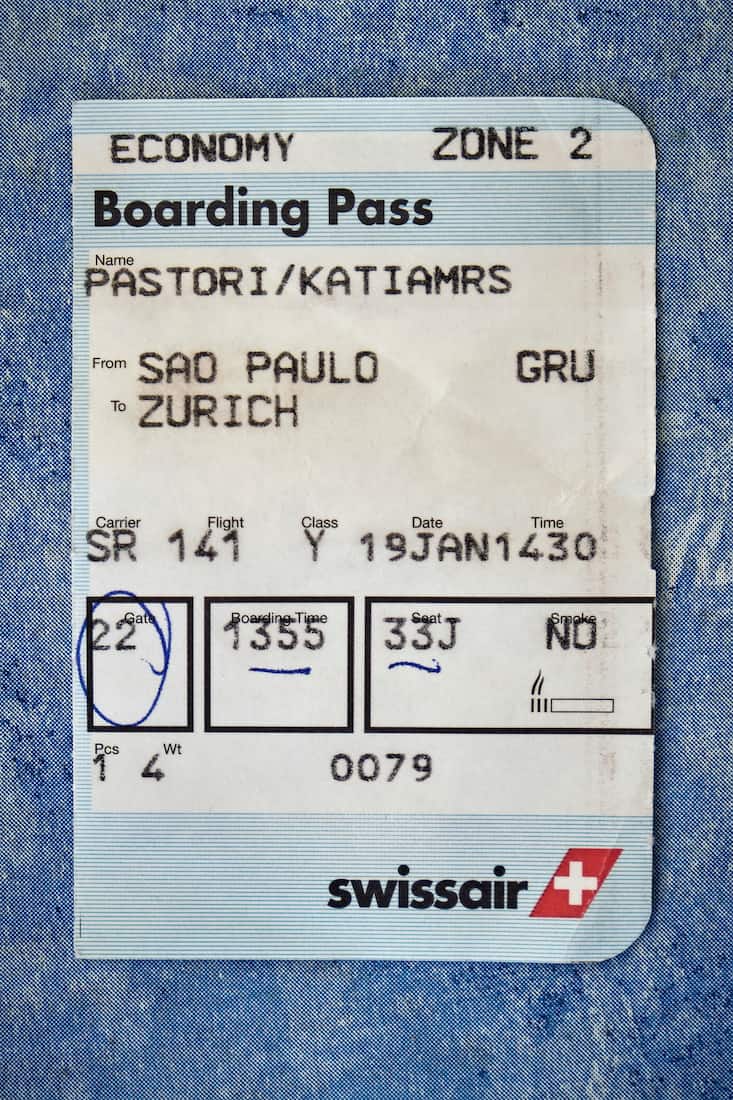 ECONOMY ZONE 2
Boarding Pass
Name
PASTORI/KATIAMRS
From SAO PAULO GRU
To ZURICH
Carrier Flight Class Date Time
SR 141 Y 19JAN1430
Gate Boarding Time Seat Smoke
22 1355 33J NO
Pcs Wt
1 4 0079
swissair